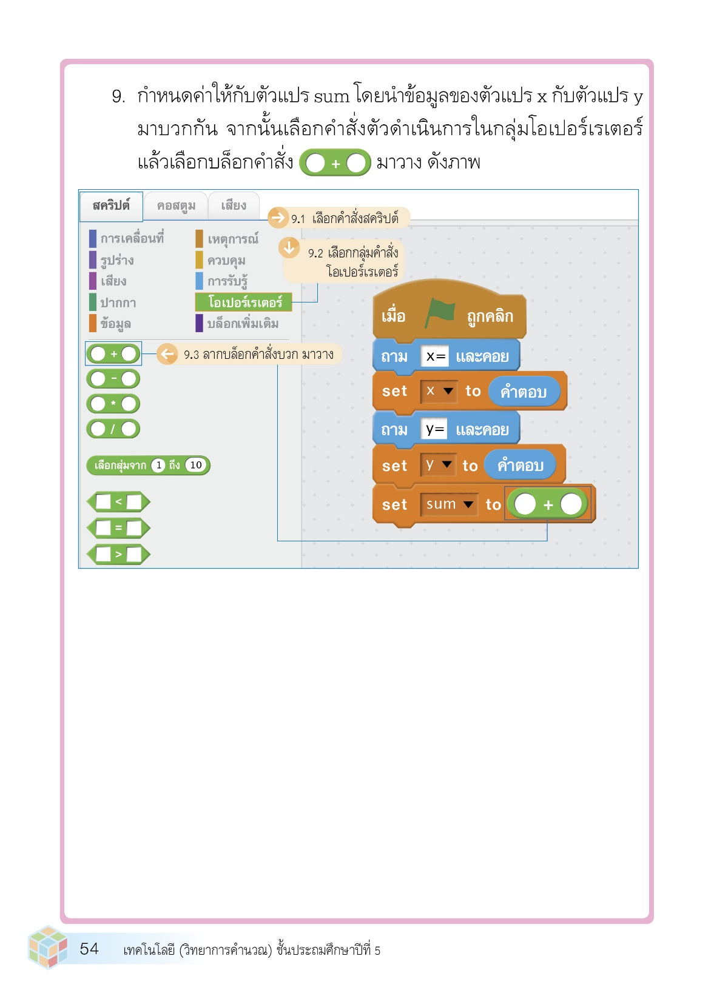 9. กำหนดค่าให้กับตัวแปร sum โดยนำข้อมูลของตัวแปร x กับตัวแปร y
มาบวกกัน จากนั้นเลือกคำสั่งตัวดำเนินการในกลุ่มโอเปอร์เรเตอร์
แล้วเลือกบล็อกคำสั่ง + มาวาง ดังภาพ
สคริปต์ คอสตูม เสียง
9.1 เลือกคำสั่งสคริปต์
การเคลื่อนที่ เหตุการณ์
9.2 เลือกกลุ่มคำสั่ง
โอเปอร์เรเตอร์
รูปร่าง ควบคุม
เสียง การรับรู้
ปากกา โอเปอร์เรเตอร์
ข้อมูล บล็อกเพิ่มเติม
+
9.3 ลากบล็อกคำสั่งบวก มาวาง
-
*
/
เลือกสุ่มจาก 1 ถึง 10
<
=
>
เมื่อ ถูกคลิก
ถาม x= และคอย
set x to คำตอบ
ถาม y= และคอย
set y to คำตอบ
set sum to +
54 เทคโนโลยี (วิทยาการคำนวณ) ชั้นประถมศึกษาปีที่ 5